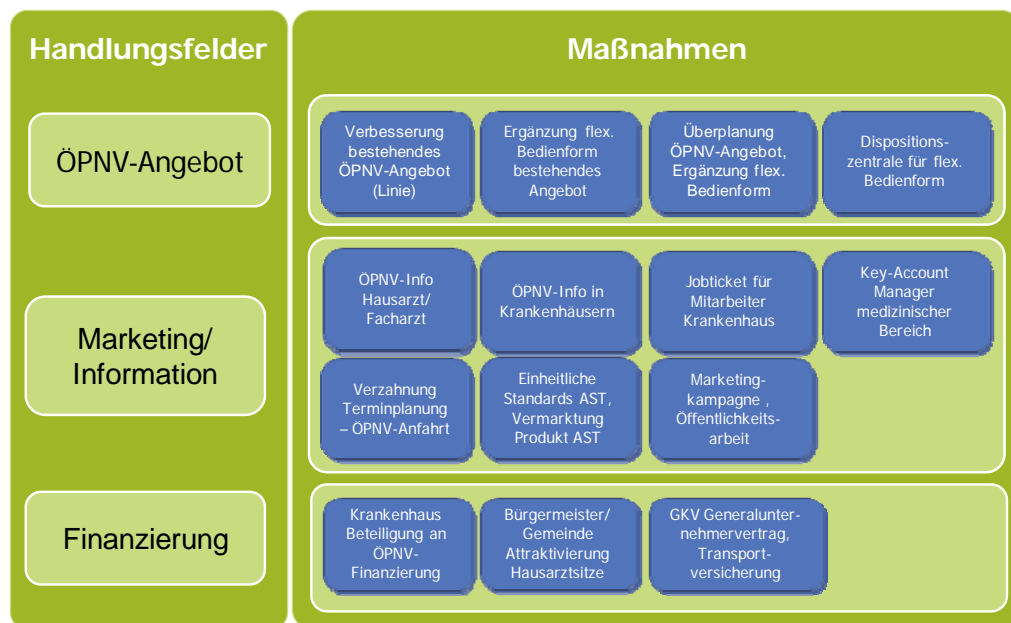 Handlungsfelder
Maßnahmen
ÖPNV-Angebot
Verbesserung
bestehendes
ÖPNV-Angebot
(Linie)
Ergänzung flex.
Bedienform
bestehendes
Angebot
Überplanung
ÖPNV-Angebot,
Ergänzung flex.
Bedienform
Dispositions-
zentrale für flex.
Bedienform
Marketing/
Information
ÖPNV-Info
Hausarzt/
Facharzt
ÖPNV-Info in
Krankenhäusern
Jobticket für
Mitarbeiter
Krankenhaus
Key-Account
Manager
medizinischer
Bereich
Verzahnung
Terminplanung
– ÖPNV-Anfahrt
Einheitliche
Standards AST,
Vermarktung
Produkt AST
Marketing-
kampagne ,
Öffentlichkeits-
arbeit
Finanzierung
Krankenhaus
Beteiligung an
ÖPNV-
Finanzierung
Bürgermeister/
Gemeinde
Attraktivierung
Hausarztsitze
GKV Generalunter-
nehmervertrag,
Transport-
versicherung